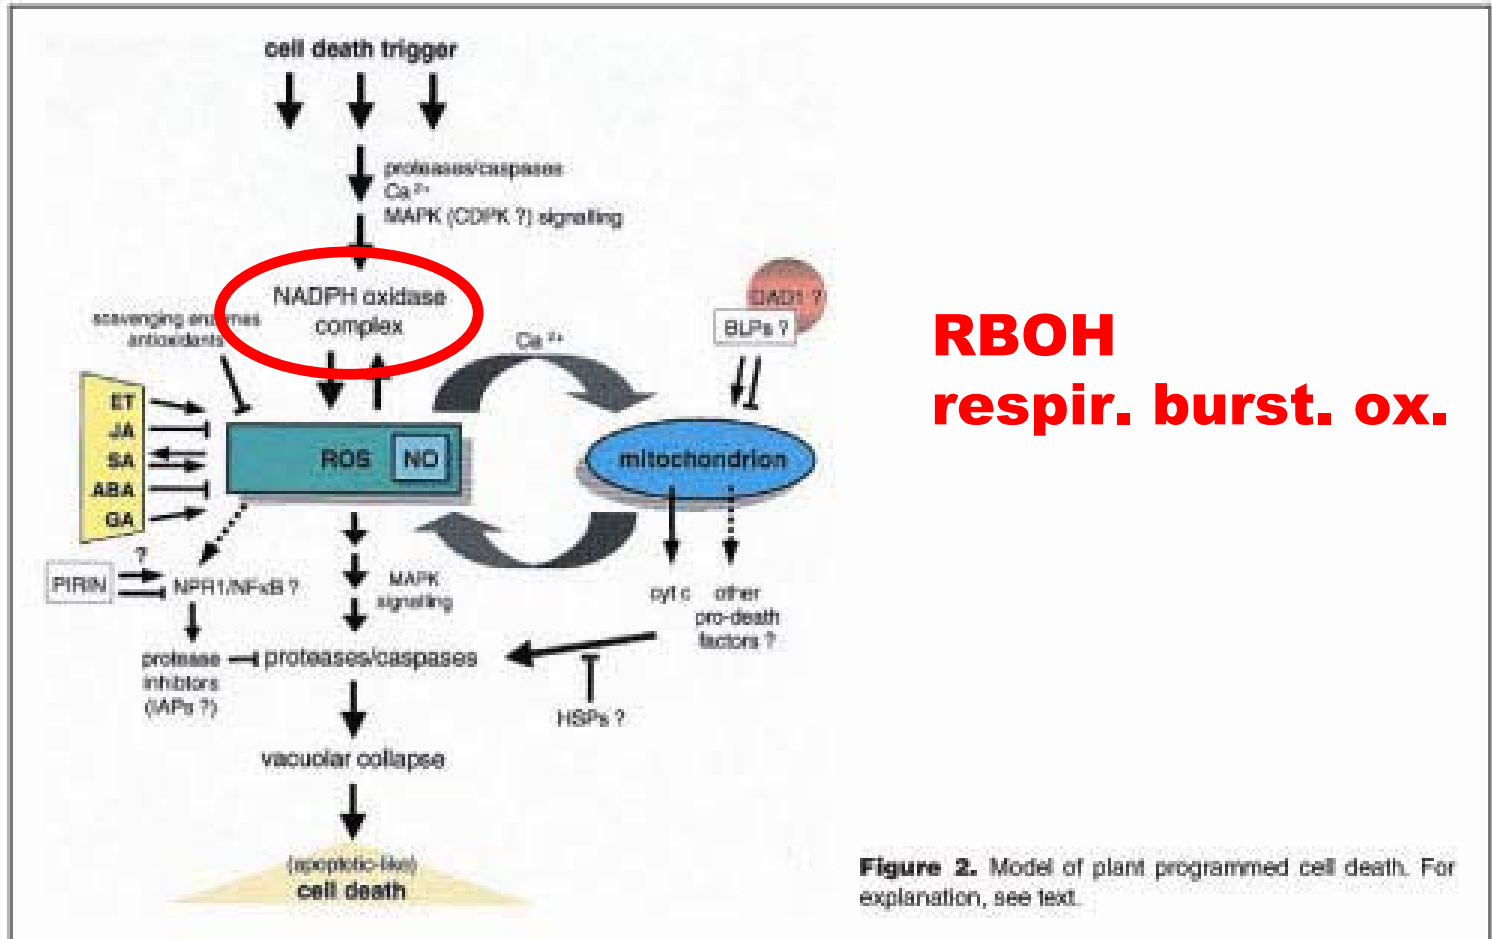 cell death trigger
proteases/caspases
Ca 2+
MAPK (CDPK ?) signalling
NADPH oxidase
complex
scavenging enzymes
antioxidants
Ca 2+
DAD1 ?
BLPs ?
RBOH
respir. burst. ox.
ET
JA
SA
ABA
GA
ROS
NO
mitochondrion
?
PIRIN
NPR1/NFκB ?
MAPK
signalling
cyt c
other
pro-death
factors ?
protease
inhibitors
(IAPs ?)
proteases/caspases
HSPs ?
vacuolar collapse
(apoptotic-like)
cell death
Figure 2. Model of plant programmed cell death. For
explanation, see text.